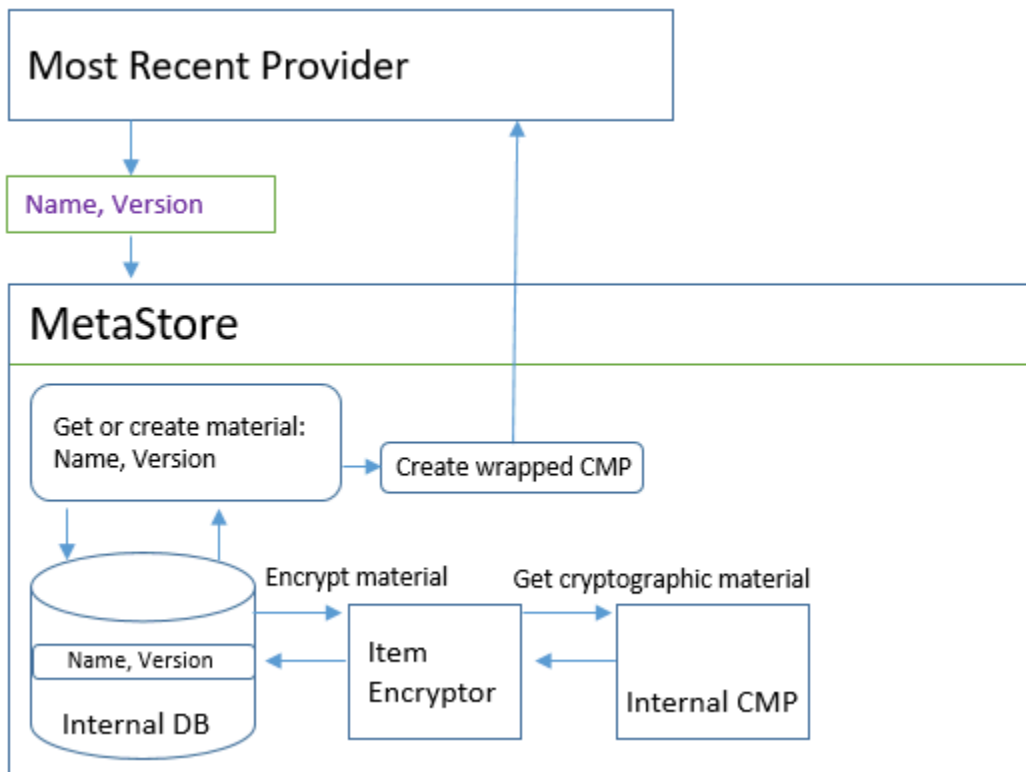 Most Recent Provider
Name, Version
MetaStore
Get or create material:
Name, Version
Create wrapped CMP
Encrypt material
Get cryptographic material
Name, Version
Internal DB
Item
Encryptor
Internal CMP